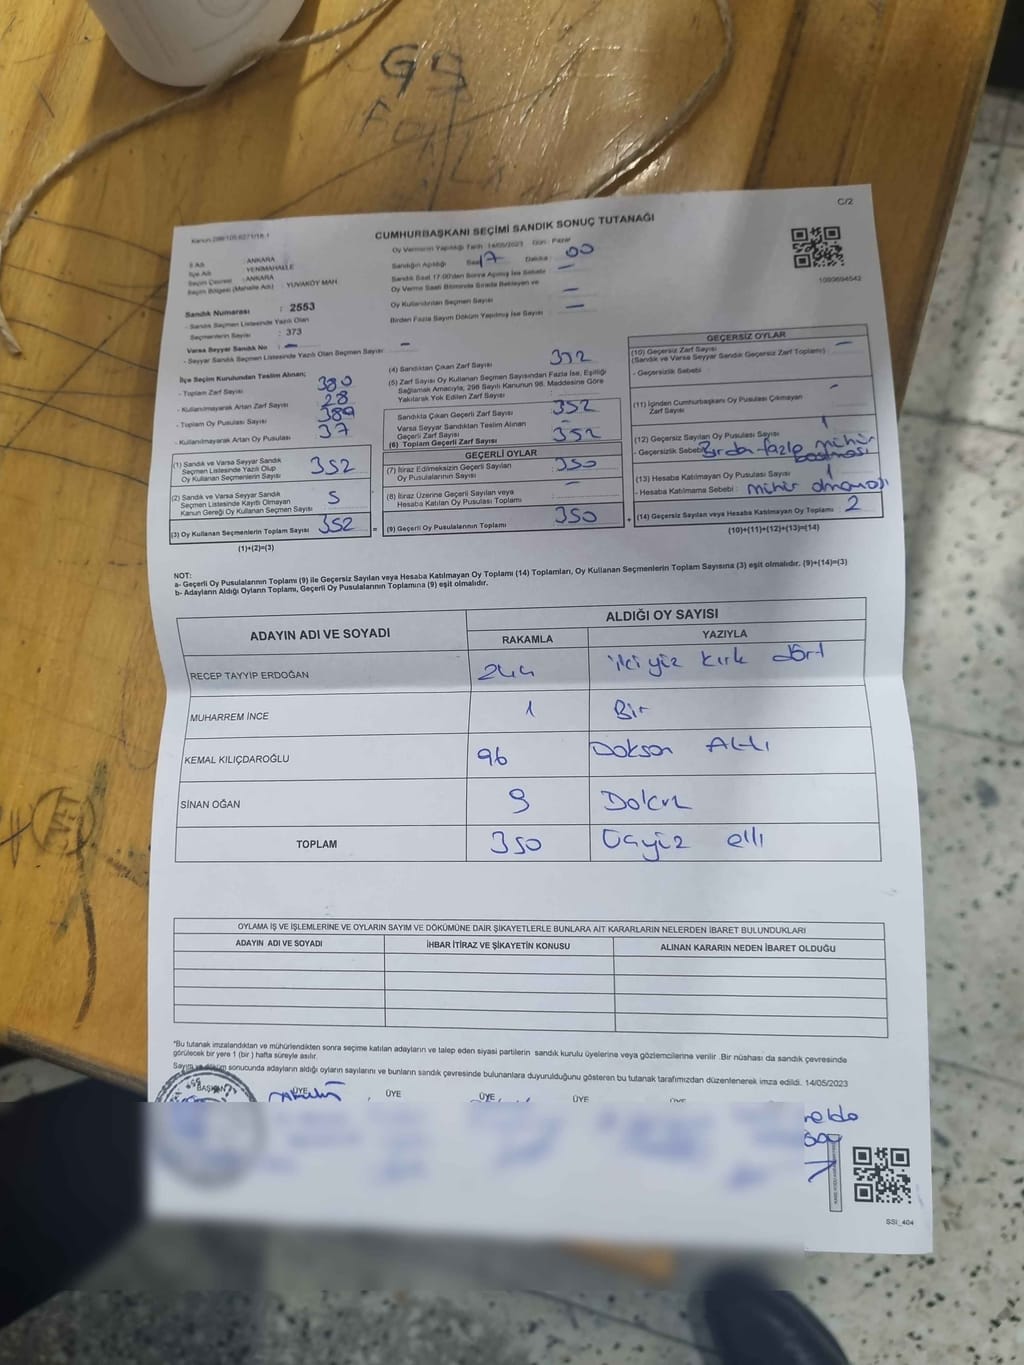 GS
C/2
CUMHURBAŞKANI SEÇİMİ SANDIK SONUÇ TUTANAĞI
Oy Vermenin Yapıldığı Tarih : 14/05/2023 Gün : Pazar
Sandığın Açıldığı Saat 17 Dakika : 00
Sandık Saat 17:00'den Sonra Açılmış İse Sebebi :
Oy Verme Saati Bitiminde Sırada Bekleyen ve
Oy Kullandırılan Seçmen Sayısı : –
Birden Fazla Sayım Döküm Yapılmış İse Sayısı : –
İl Adı : ANKARA
İlçe Adı : YENİMAHALLE
Seçim Çevresi : ANKARA
Seçim Bölgesi (Mahalle Adı) : YUVAKÖY MAH.
Sandık Numarası : 2553
- Sandık Seçmen Listesinde Yazılı Olan
Seçmenlerin Sayısı : 373
Varsa Seyyar Sandık No : –
- Seyyar Sandık Seçmen Listesinde Yazılı Olan Seçmen Sayısı : –
İlçe Seçim Kurulundan Teslim Alınan;
- Toplam Zarf Sayısı 380
- Kullanılmayarak Artan Zarf Sayısı 28
- Toplam Oy Pusulası Sayısı 389
- Kullanılmayarak Artan Oy Pusulası 37
(1) Sandık ve Varsa Seyyar Sandık
Seçmen Listesinde Yazılı Olup
Oy Kullanan Seçmenlerin Sayısı 352
(2) Sandık ve Varsa Seyyar Sandık
Seçmen Listesinde Kayıtlı Olmayan
Kanun Gereği Oy Kullanan Seçmen Sayısı 5
(3) Oy Kullanan Seçmenlerin Toplam Sayısı 352 =
(1)+(2)=(3)
(4) Sandıktan Çıkan Zarf Sayısı
(5) Zarf Sayısı Oy Kullanan Seçmen Sayısından Fazla İse, Eşitliği
Sağlamak Amacıyla; 298 Sayılı Kanunun 98. Maddesine Göre
Yakılarak Yok Edilen Zarf Sayısı :
Sandıkta Çıkan Geçerli Zarf Sayısı 352
Varsa Seyyar Sandıktan Teslim Alınan
Geçerli Zarf Sayısı –
(6) Toplam Geçerli Zarf Sayısı 352
GEÇERLİ OYLAR
(7) İtiraz Edilmeksizin Geçerli Sayılan
Oy Pusulasının Sayısı 350
(8) İtiraz Üzerine Geçerli Sayılan veya
Hesaba Katılan Oy Pusulası Toplamı –
(9) Geçerli Oy Pusulalarının Toplamı 350 +
GEÇERSİZ OYLAR
(10) Geçersiz Zarf Sayısı
(Sandık ve Varsa Seyyar Sandık Geçersiz Zarf Toplamı) : –
- Geçersizlik Sebebi :
(11) İçinden Cumhurbaşkanı Oy Pusulası Çıkmayan
Zarf Sayısı –
(12) Geçersiz Sayılan Oy Pusulası Sayısı 1
- Geçersizlik Sebebi Birden fazla mühür basılması
(13) Hesaba Katılmayan Oy Pusulası Sayısı 1
- Hesaba Katılmama Sebebi : mühür olmamağı
(14) Geçersiz Sayılan veya Hesaba Katılmayan Oy Toplamı 2
(10)+(11)+(12)+(13)=(14)
NOT:
a- Geçerli Oy Pusulalarının Toplamı (9) ile Geçersiz Sayılan veya Hesaba Katılmayan Oy Toplamı (14) Toplamları, Oy Kullanan Seçmenlerin Toplam Sayısına (3) eşit olmalıdır. (9)+(14)=(3)
b- Adayların Aldığı Oyların Toplamı, Geçerli Oy Pusulalarının Toplamına (9) eşit olmalıdır.
ADAYIN ADI VE SOYADI ALDIĞI OY SAYISI
RAKAMLA YAZIYLA
RECEP TAYYİP ERDOĞAN 244 ikiyüz kırk dört
MUHARREM İNCE 1 Bir
KEMAL KILIÇDAROĞLU 96 Doksan Altı
SİNAN OĞAN 9 Dokuz
TOPLAM 350 Üçyüz elli
OYLAMA İŞ VE İŞLEMLERİNE VE OYLARIN SAYIM VE DÖKÜMÜNE DAİR ŞİKAYETLERLE BUNLARA AİT KARARLARIN NELERDEN İBARET BULUNDUKLARI
ADAYIN ADI VE SOYADI İHBAR İTİRAZ VE ŞİKAYETİN KONUSU ALINAN KARARIN NEDEN İBARET OLDUĞU
*Bu tutanak imzalandıktan ve mühürlendikten sonra seçime katılan adayların ve talep eden siyasi partilerin sandık kurulu üyelerine veya gözlemcilerine verilir .Bir nüshası da sandık çevresinde
görülecek bir yere 1 (bir ) hafta süreyle asılır.
Sayım ve döküm sonucunda adayların aldığı oyların sayılarını ve bunların sandık çevresinde bulunanlara duyurulduğunu gösteren bu tutanak tarafımızdan düzenlenerek imza edildi. 14/05/2023
BAŞKAN ÜYE ÜYE ÜYE ÜYE ÜYE
SSI_404